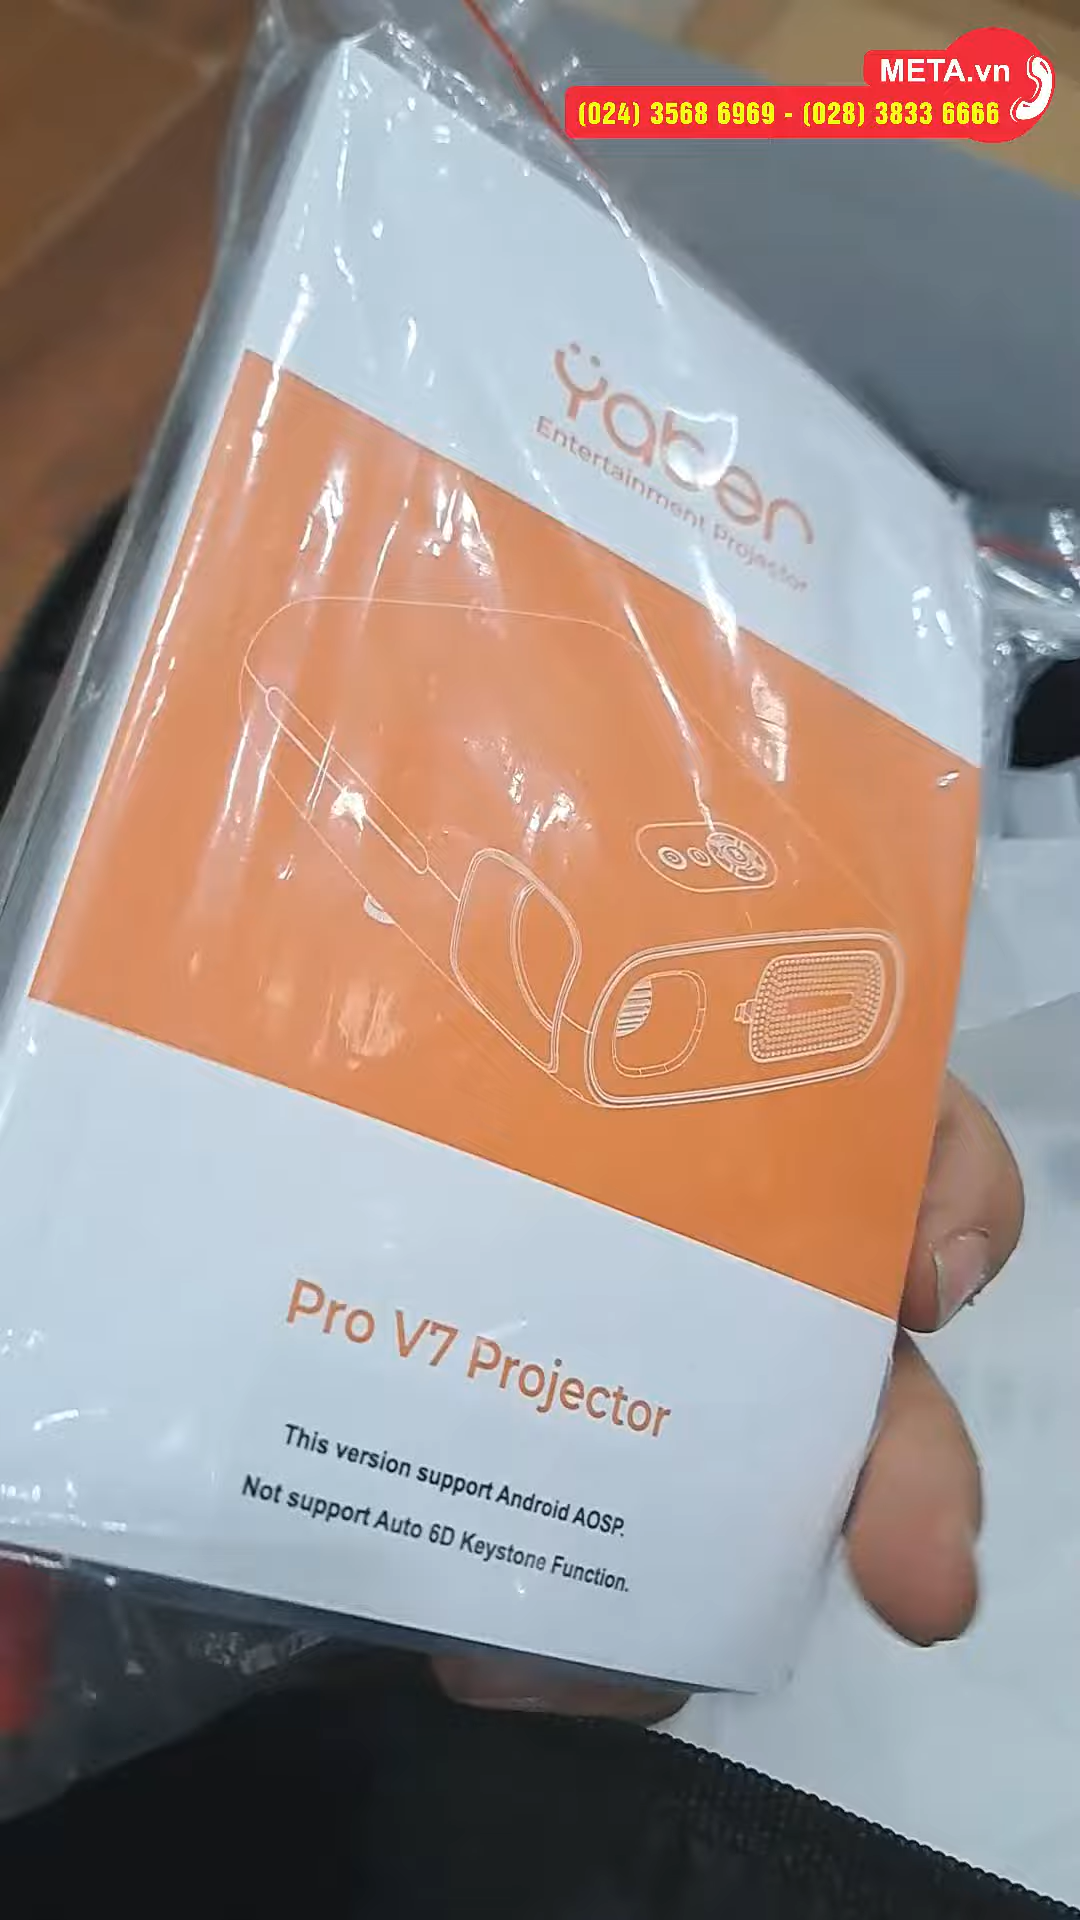 META.vn
(024) 3568 6969 - (028) 3833 6666
Yaber
Entertainment Projector
Pro V7 Projector
This version support Android AOSP.
Not support Auto 6D Keystone Function.